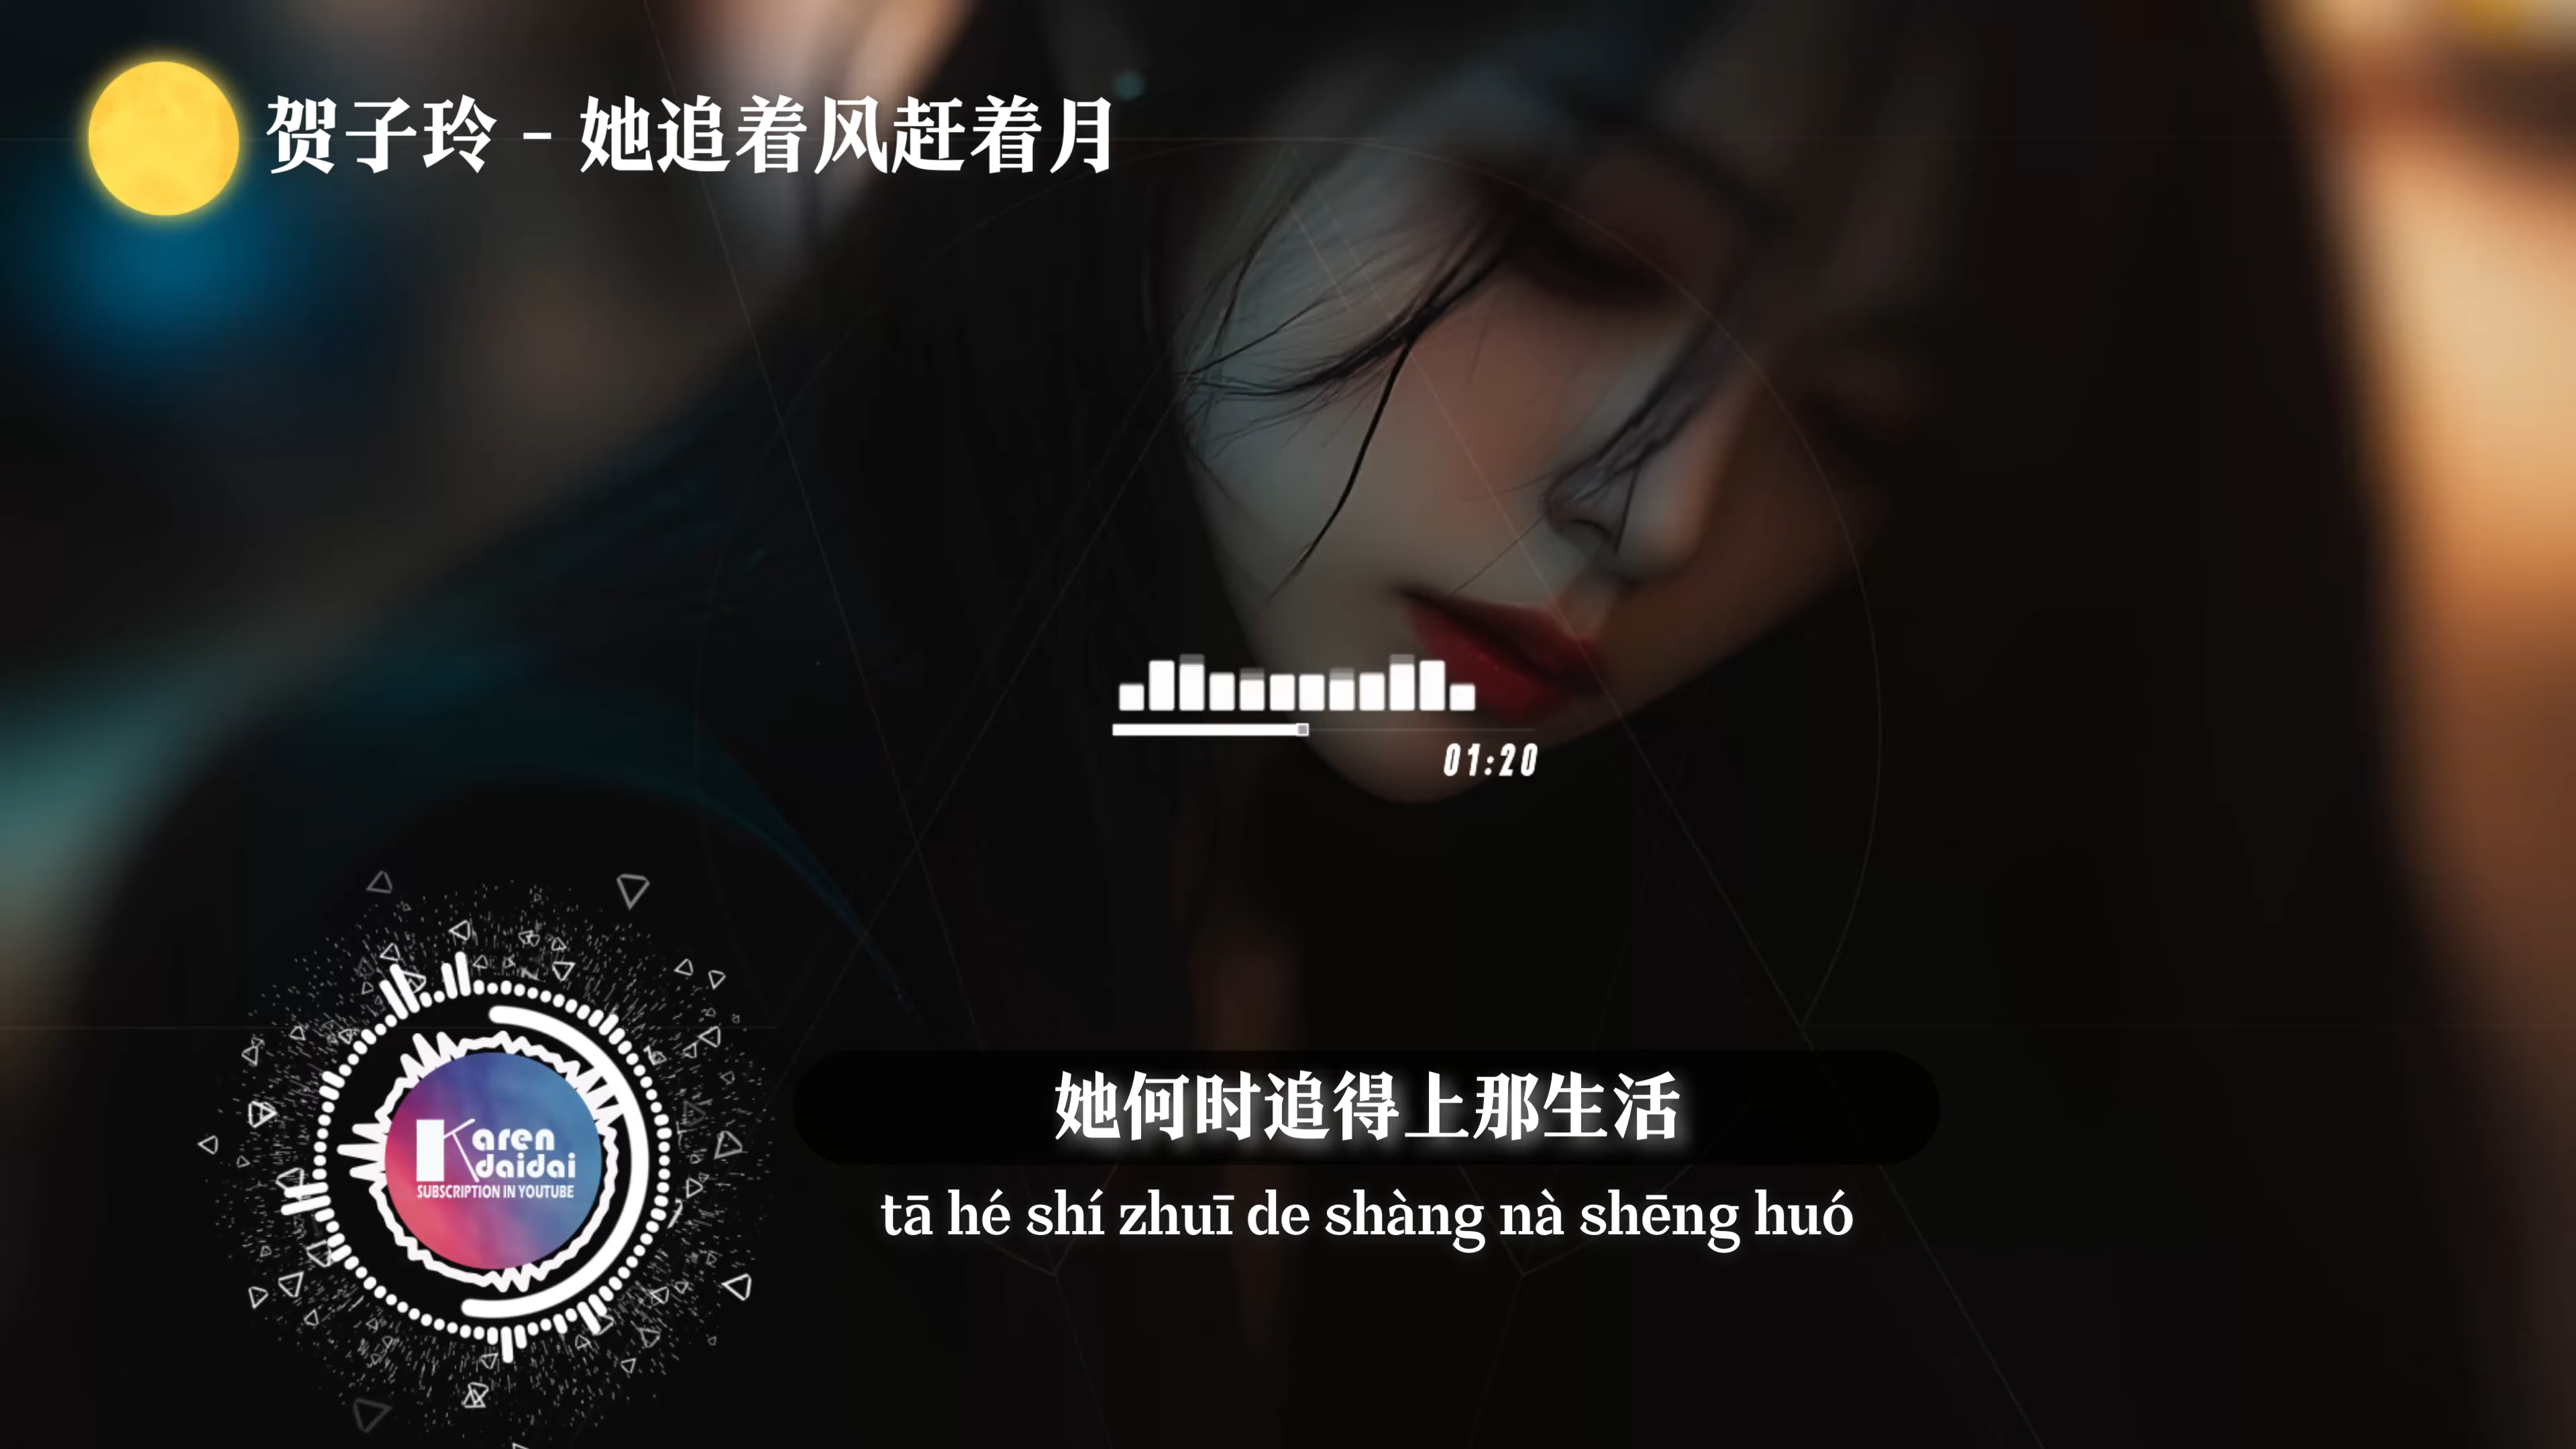 贺子玲 - 她追着风赶着月
01:20
Karen
daidai
SUBSCRIPTION IN YOUTUBE
她何时追得上那生活
tā hé shí zhuī de shàng nà shēng huó